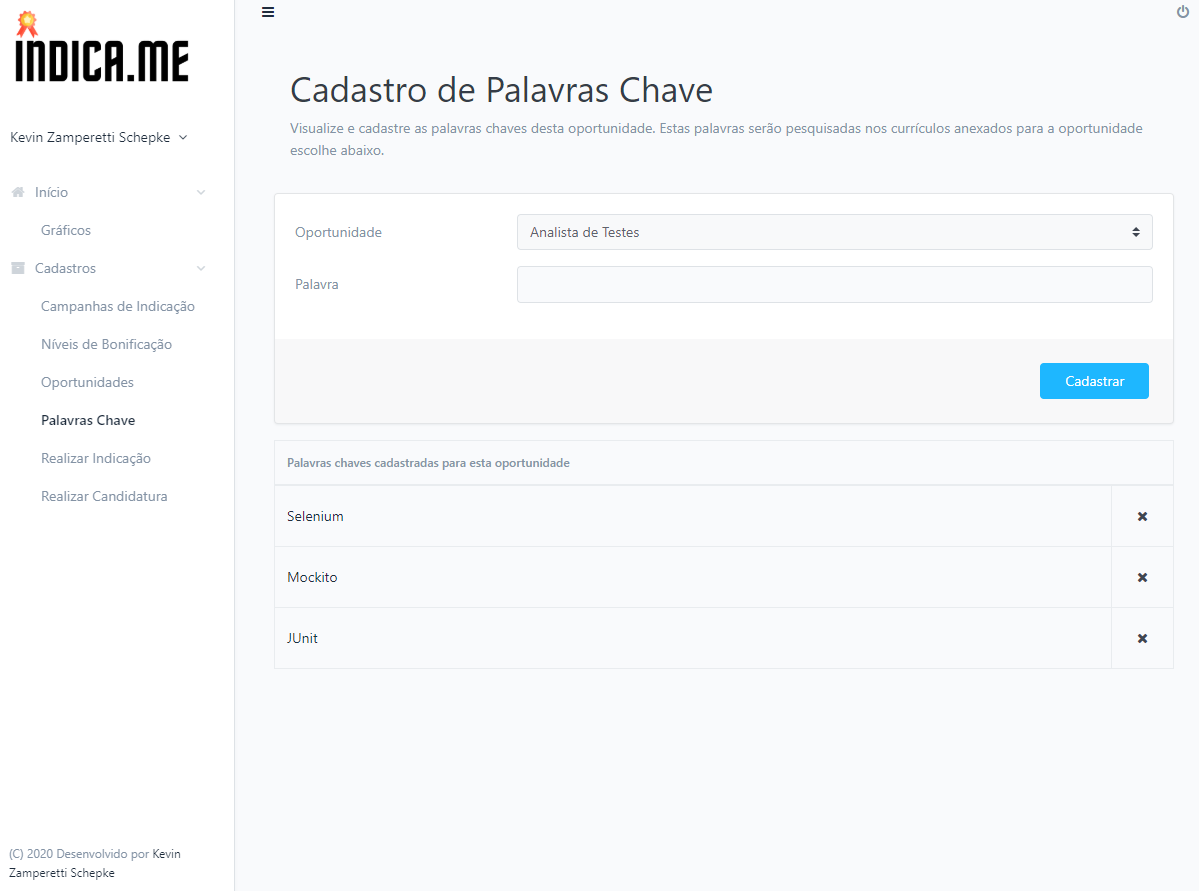 INDICA.ME
Kevin Zamperetti Schepke
Início
Gráficos
Cadastros
Campanhas de Indicação
Níveis de Bonificação
Oportunidades
Palavras Chave
Realizar Indicação
Realizar Candidatura
(C) 2020 Desenvolvido por Kevin
Zamperetti Schepke
Cadastro de Palavras Chave
Visualize e cadastre as palavras chaves desta oportunidade. Estas palavras serão pesquisadas nos currículos anexados para a oportunidade
escolhe abaixo.
Oportunidade
Analista de Testes
Palavra
Cadastrar
Palavras chaves cadastradas para esta oportunidade
Selenium
Mockito
JUnit